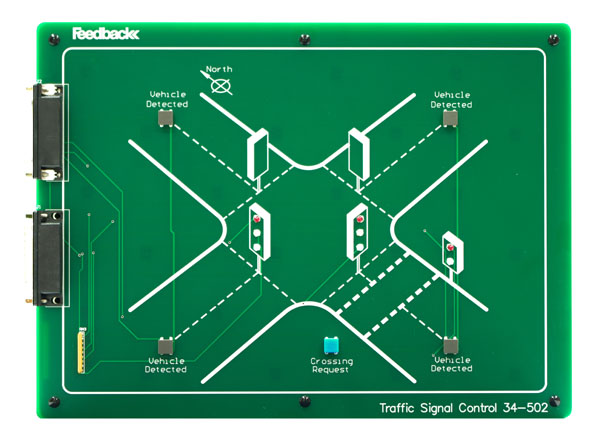 Feedback
North
Vehicle
Detected
Vehicle
Detected
Vehicle
Detected
Crossing
Request
Vehicle
Detected
Traffic Signal Control 34-502